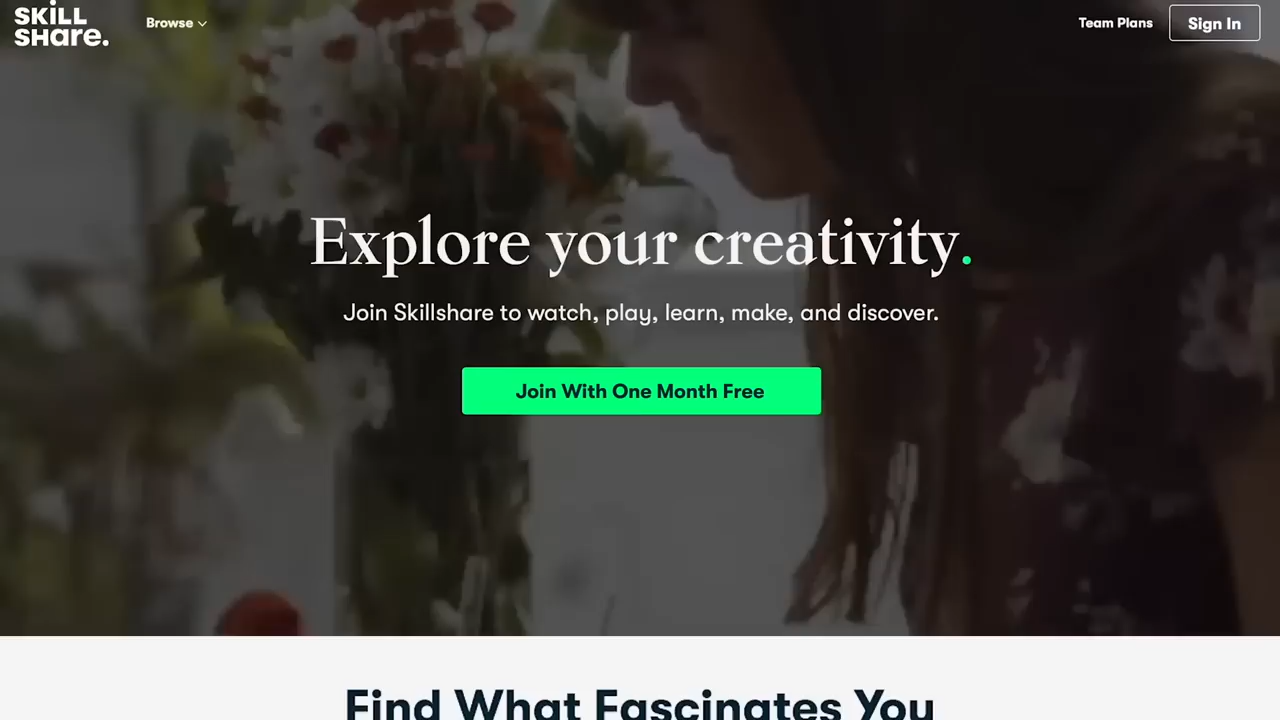 SKiLL
SHare.
Browse
Team Plans
Sign In
Explore your creativity.
Join Skillshare to watch, play, learn, make, and discover.
Join With One Month Free
Find What Fascinates You